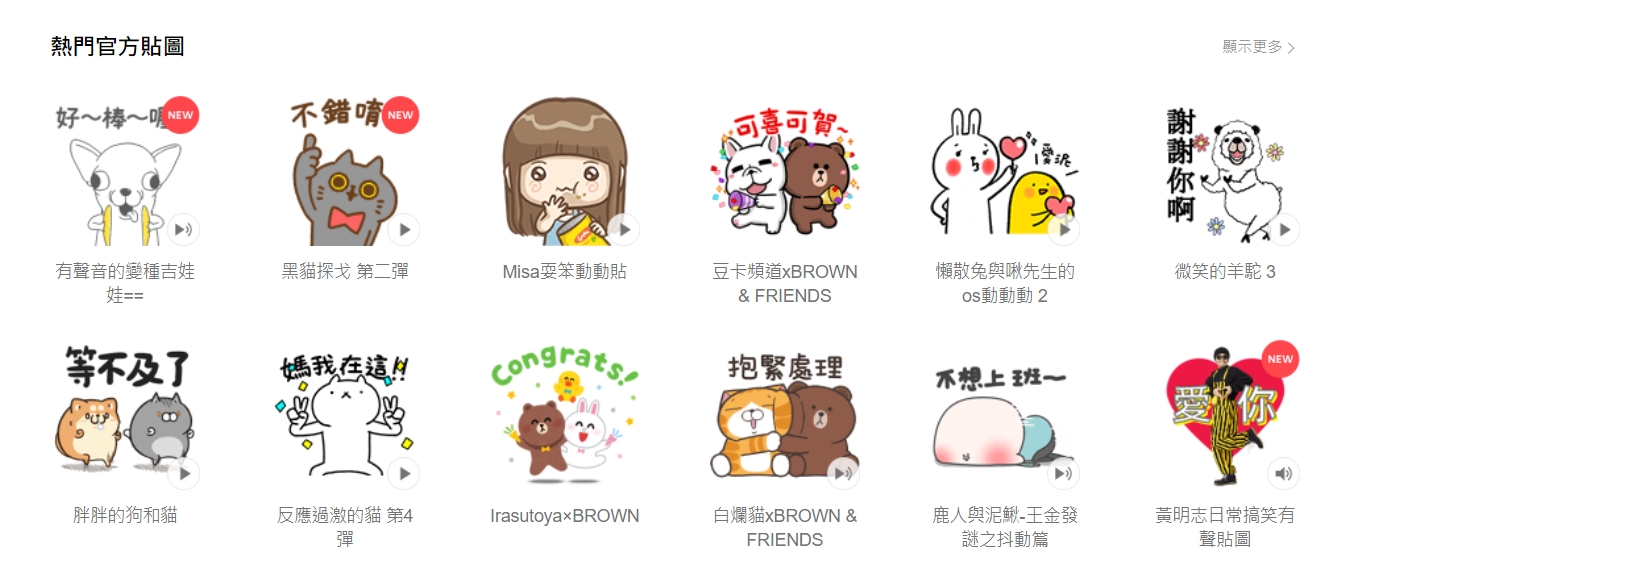 熱門官方貼圖
顯示更多
好～棒～喔
NEW
不錯唷
NEW
可喜可賀~
愛泥
謝謝你啊
有聲音的變種吉娃
娃==
黑貓探戈 第二彈
Misa耍笨動動貼
豆卡頻道xBROWN
& FRIENDS
懶散兔與啾先生的
os動動動 2
微笑的羊駝 3
等不及了
媽我在這!!
Congrats!
抱緊處理
不想上班～
愛你
NEW
胖胖的狗和貓
反應過激的貓 第4
彈
Irasutoya×BROWN
白爛貓xBROWN &
FRIENDS
鹿人與泥鰍-王金發
謎之抖動篇
黃明志日常搞笑有
聲貼圖